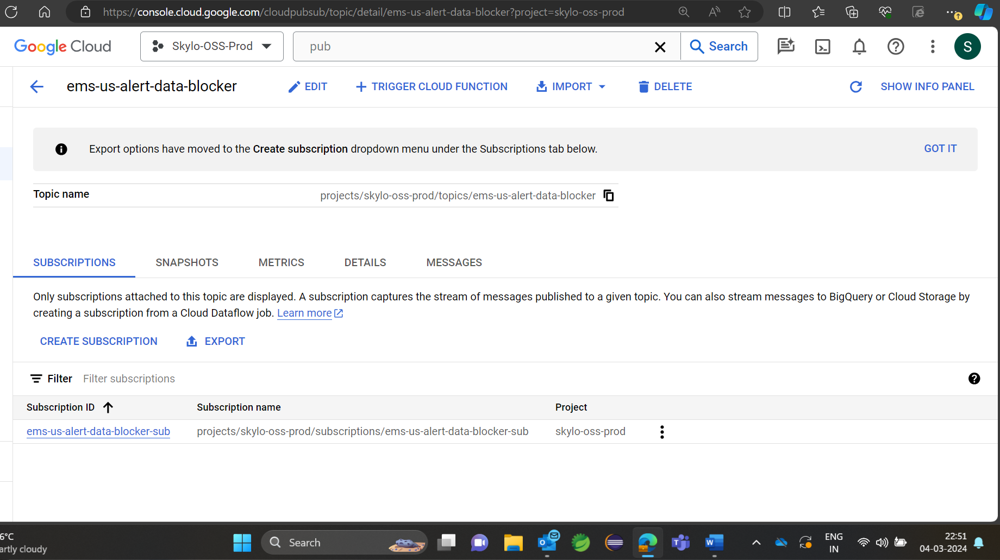 https://console.cloud.google.com/cloudpubsub/topic/detail/ems-us-alert-data-blocker?project=skylo-oss-prod
Google Cloud
Skylo-OSS-Prod
pub
Search
S
ems-us-alert-data-blocker
EDIT
TRIGGER CLOUD FUNCTION
IMPORT
DELETE
SHOW INFO PANEL
Export options have moved to the Create subscription dropdown menu under the Subscriptions tab below.
GOT IT
Topic name
projects/skylo-oss-prod/topics/ems-us-alert-data-blocker
SUBSCRIPTIONS
SNAPSHOTS
METRICS
DETAILS
MESSAGES
Only subscriptions attached to this topic are displayed. A subscription captures the stream of messages published to a given topic. You can also stream messages to BigQuery or Cloud Storage by
creating a subscription from a Cloud Dataflow job. Learn more
CREATE SUBSCRIPTION
EXPORT
Filter
Filter subscriptions
Subscription ID
Subscription name
Project
ems-us-alert-data-blocker-sub
projects/skylo-oss-prod/subscriptions/ems-us-alert-data-blocker-sub
skylo-oss-prod
6°C
artly cloudy
Search
ENG
IN
22:51
04-03-2024